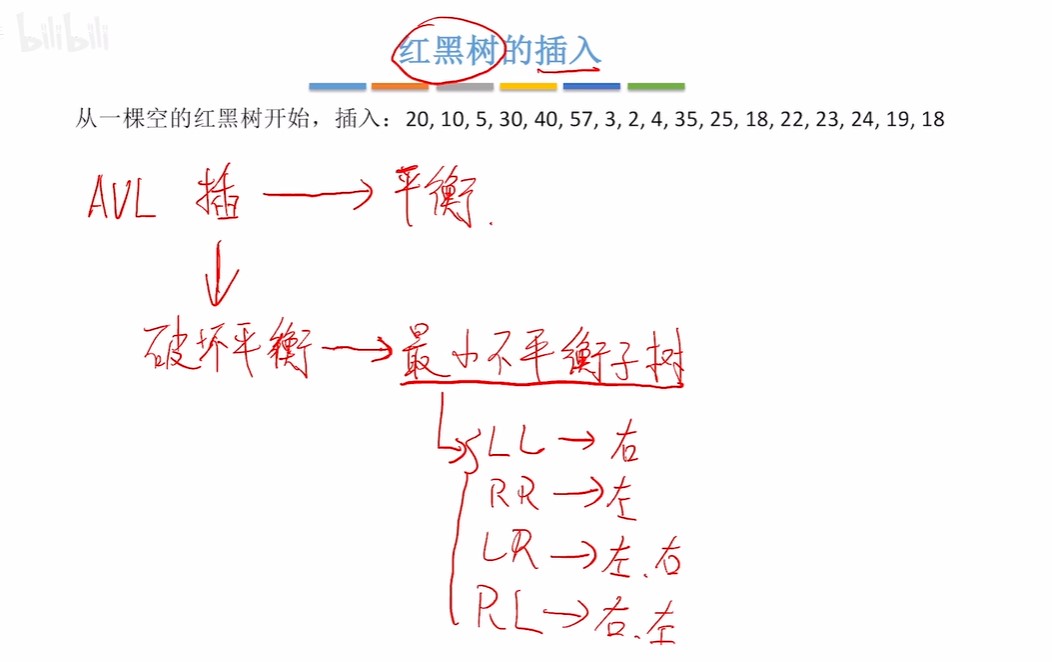 bilibili
红黑树的插入
从一棵空的红黑树开始，插入：20, 10, 5, 30, 40, 57, 3, 2, 4, 35, 25, 18, 22, 23, 24, 19, 18
AVL 插 → 平衡.
↓
破坏平衡 → 最小不平衡子树
LL → 右
RR → 左
LR → 左、右
RL → 右、左